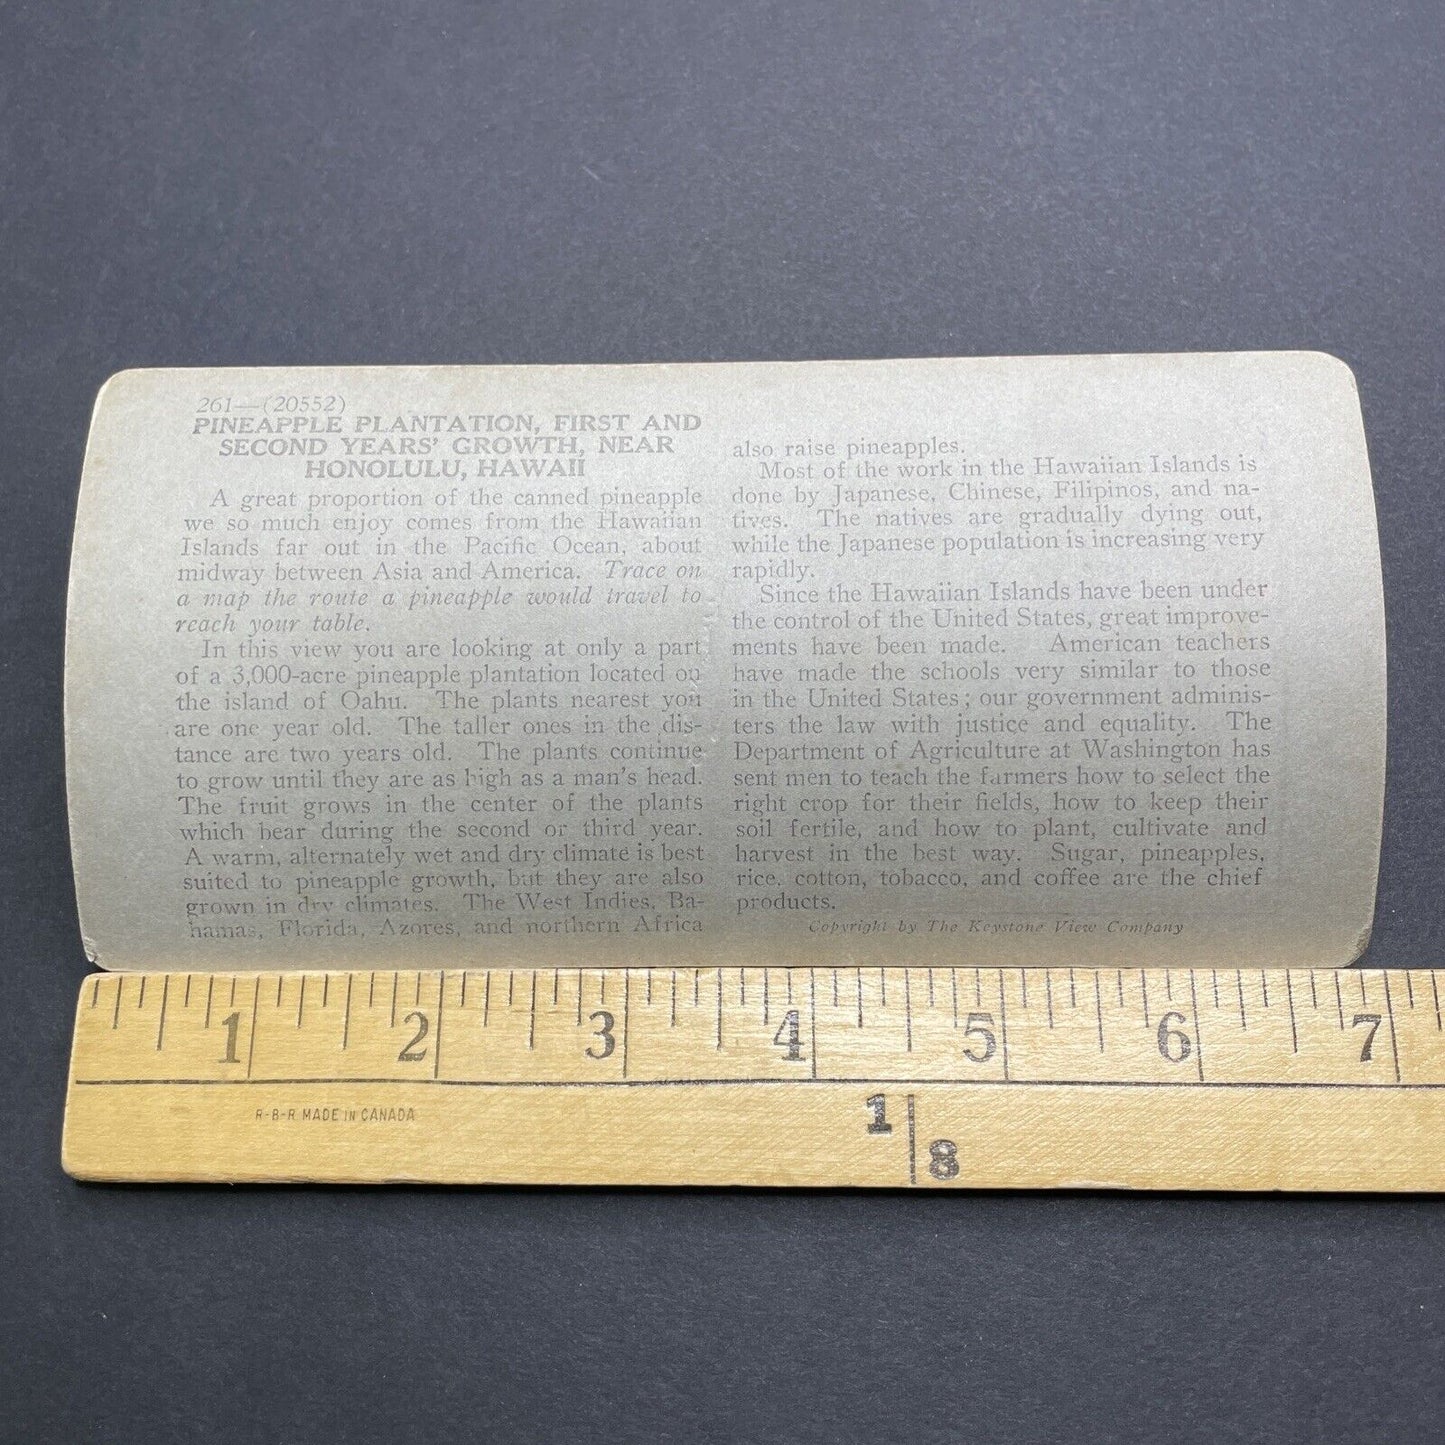 261—(20552)
PINEAPPLE PLANTATION, FIRST AND
SECOND YEARS' GROWTH, NEAR
HONOLULU, HAWAII
A great proportion of the canned pineapple
we so much enjoy comes from the Hawaiian
Islands far out in the Pacific Ocean, about
midway between Asia and America. Trace on
a map the route a pineapple would travel to
reach your table.
In this view you are looking at only a part
of a 3,000-acre pineapple plantation located on
the island of Oahu. The plants nearest you
are one year old. The taller ones in the dis-
tance are two years old. The plants continue
to grow until they are as high as a man's head.
The fruit grows in the center of the plants
which bear during the second or third year.
A warm, alternately wet and dry climate is best
suited to pineapple growth, but they are also
grown in dry climates. The West Indies, Ba-
hamas, Florida, Azores, and northern Africa
also raise pineapples.
Most of the work in the Hawaiian Islands is
done by Japanese, Chinese, Filipinos, and na-
tives. The natives are gradually dying out,
while the Japanese population is increasing very
rapidly.
Since the Hawaiian Islands have been under
the control of the United States, great improve-
ments have been made. American teachers
have made the schools very similar to those
in the United States; our government adminis-
ters the law with justice and equality. The
Department of Agriculture at Washington has
sent men to teach the farmers how to select the
right crop for their fields, how to keep their
soil fertile, and how to plant, cultivate and
harvest in the best way. Sugar, pineapples,
rice, cotton, tobacco, and coffee are the chief
products.
Copyright by The Keystone View Company
1 2 3 4 5 6 7
R-B-R MADE IN CANADA
1 8